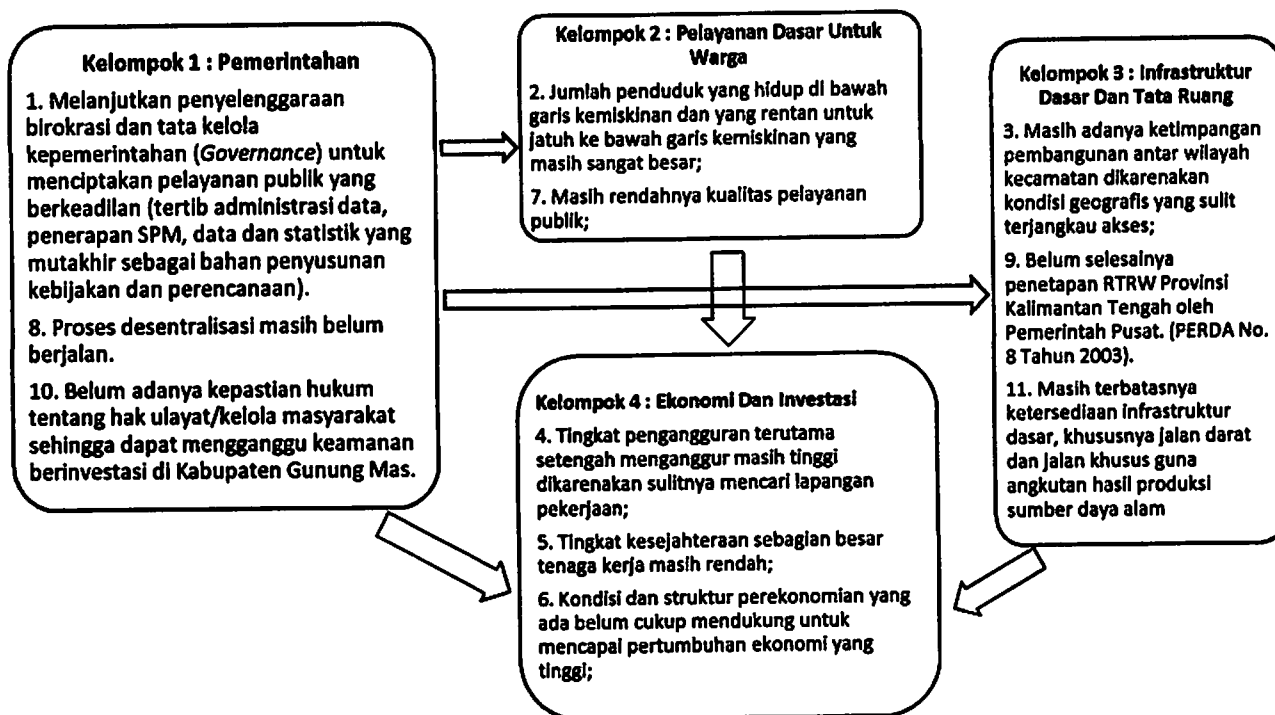 Kelompok 1 : Pemerintahan
1. Melanjutkan penyelenggaraan
birokrasi dan tata kelola
kepemerintahan (Governance) untuk
menciptakan pelayanan publik yang
berkeadilan (tertib administrasi data,
penerapan SPM, data dan statistik yang
mutakhir sebagai bahan penyusunan
kebijakan dan perencanaan).
8. Proses desentralisasi masih belum
berjalan.
10. Belum adanya kepastian hukum
tentang hak ulayat/kelola masyarakat
sehingga dapat mengganggu keamanan
berinvestasi di Kabupaten Gunung Mas.
Kelompok 2 : Pelayanan Dasar Untuk
Warga
2. Jumlah penduduk yang hidup di bawah
garis kemiskinan dan yang rentan untuk
jatuh ke bawah garis kemiskinan yang
masih sangat besar;
7. Masih rendahnya kualitas pelayanan
publik;
Kelompok 3 : Infrastruktur
Dasar Dan Tata Ruang
3. Masih adanya ketimpangan
pembangunan antar wilayah
kecamatan dikarenakan
kondisi geografis yang sulit
terjangkau akses;
9. Belum selesainya
penetapan RTRW Provinsi
Kalimantan Tengah oleh
Pemerintah Pusat. (PERDA No.
8 Tahun 2003).
11. Masih terbatasnya
ketersediaan infrastruktur
dasar, khususnya jalan darat
dan jalan khusus guna
angkutan hasil produksi
sumber daya alam
Kelompok 4 : Ekonomi Dan Investasi
4. Tingkat pengangguran terutama
setengah menganggur masih tinggi
dikarenakan sulitnya mencari lapangan
pekerjaan;
5. Tingkat kesejahteraan sebagian besar
tenaga kerja masih rendah;
6. Kondisi dan struktur perekonomian yang
ada belum cukup mendukung untuk
mencapai pertumbuhan ekonomi yang
tinggi;